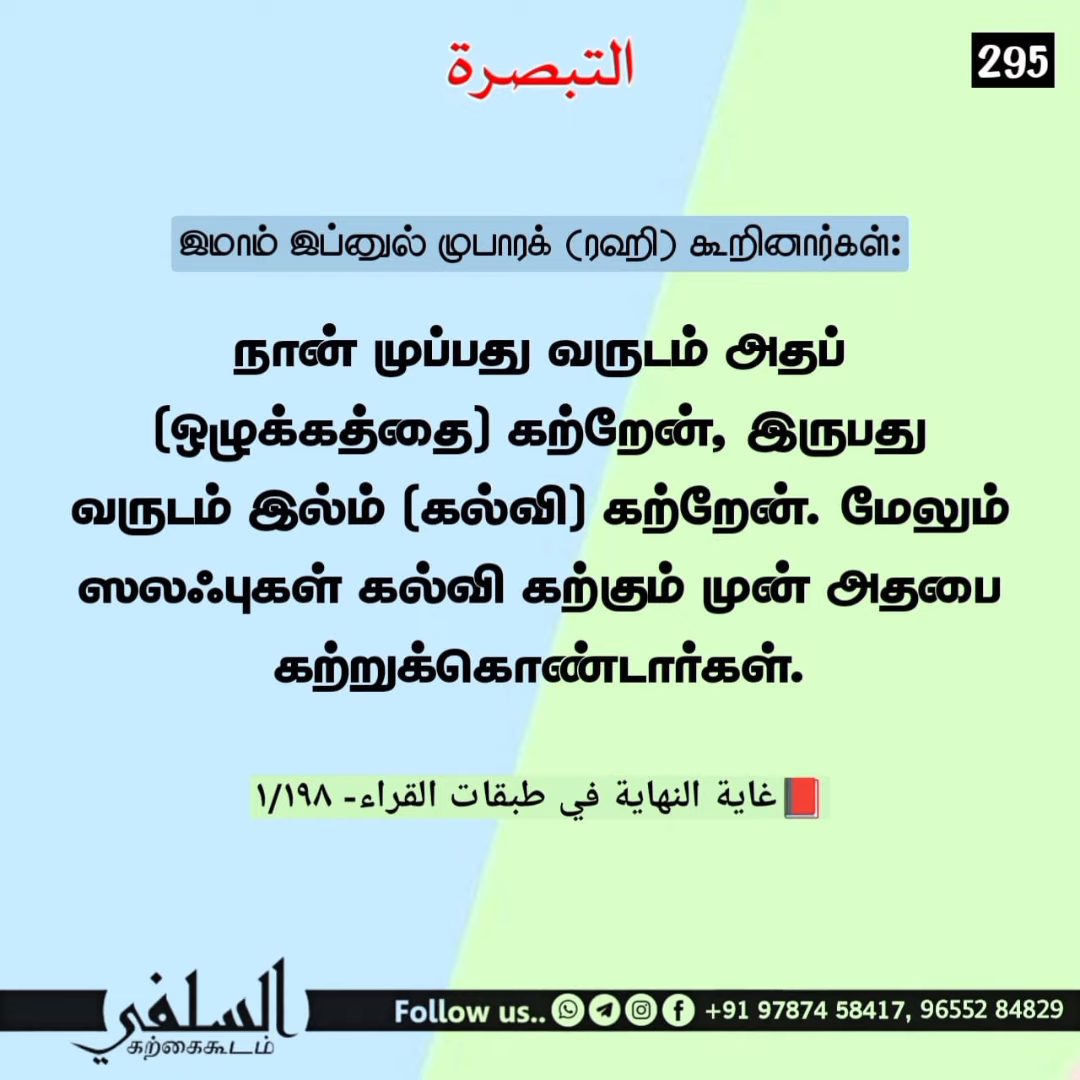 التبصرة
295
இமாம் இப்னுல் முபாரக் (ரஹி) கூறினார்கள்:
நான் முப்பது வருடம் அதப்
(ஒழுக்கத்தை) கற்றேன், இருபது
வருடம் இல்ம் (கல்வி) கற்றேன். மேலும்
ஸலஃபுகள் கல்வி கற்கும் முன் அதபை
கற்றுக்கொண்டார்கள்.
غاية النهاية في طبقات القراء- ١/١٩٨
السلفي
கற்கைகூடம்
Follow us.. +91 97874 58417, 96552 84829